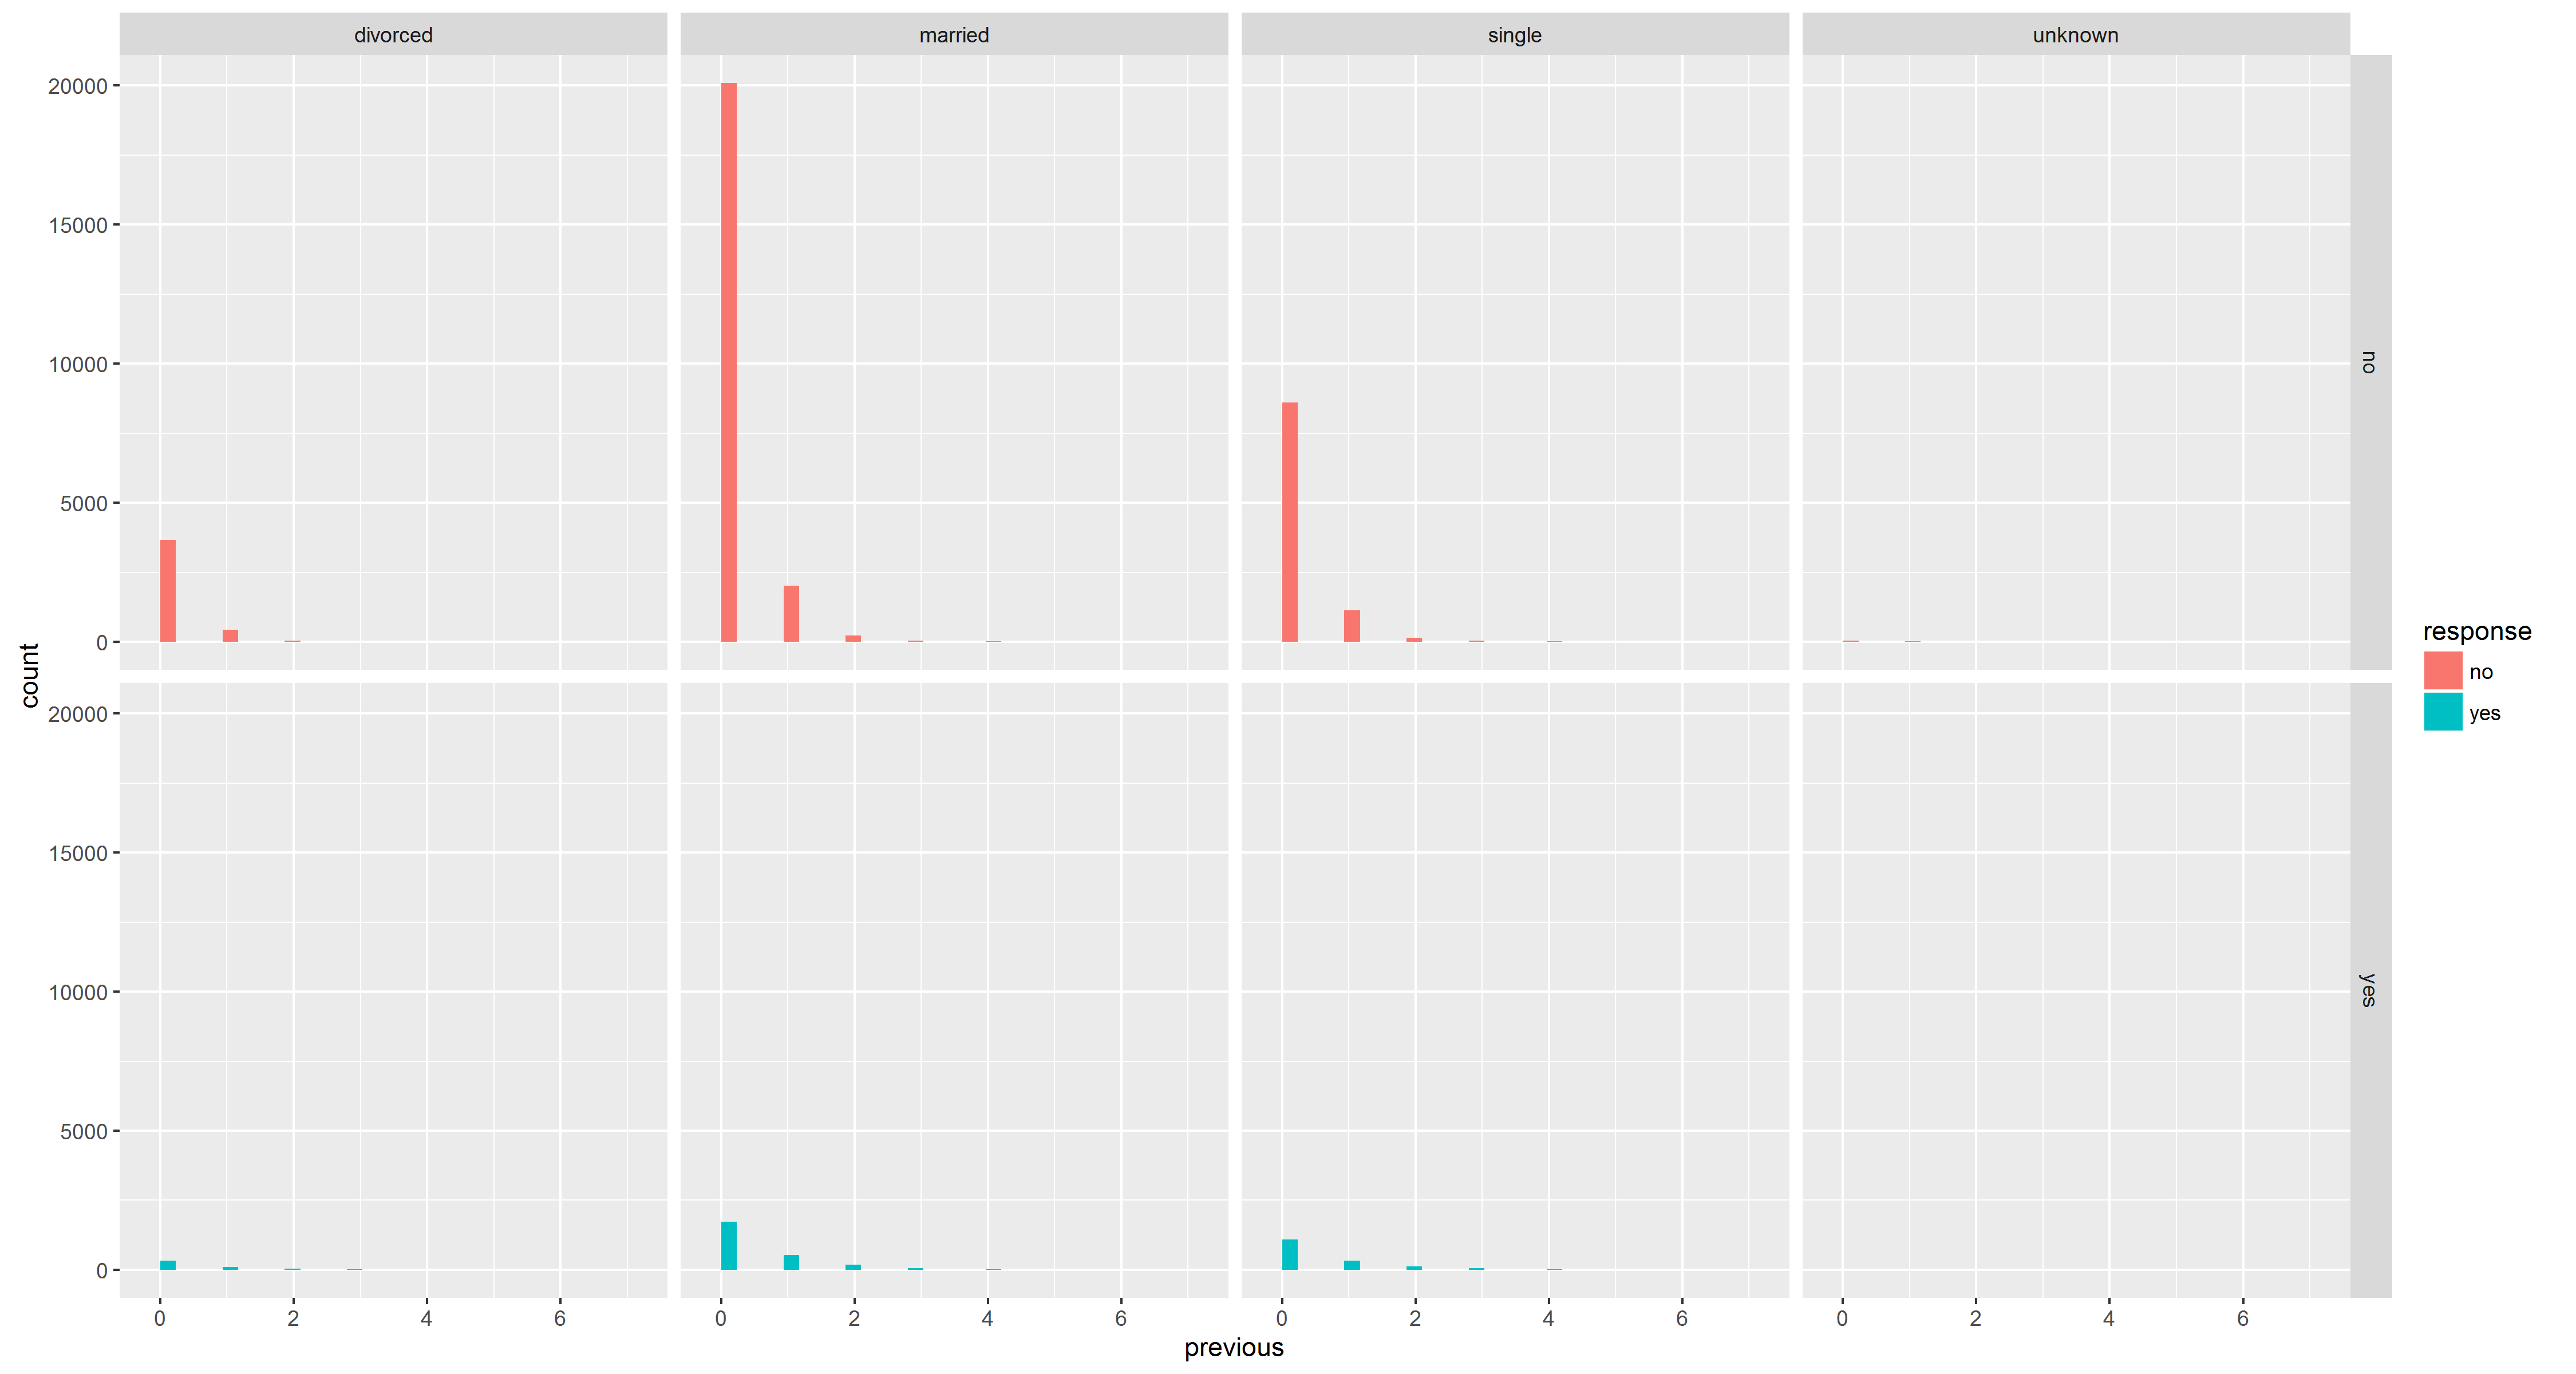 divorced married single unknown
20000
15000
10000
5000
0
no
count
20000
15000
10000
5000
0
yes
0 2 4 6 0 2 4 6 0 2 4 6 0 2 4 6
previous
response
no
yes